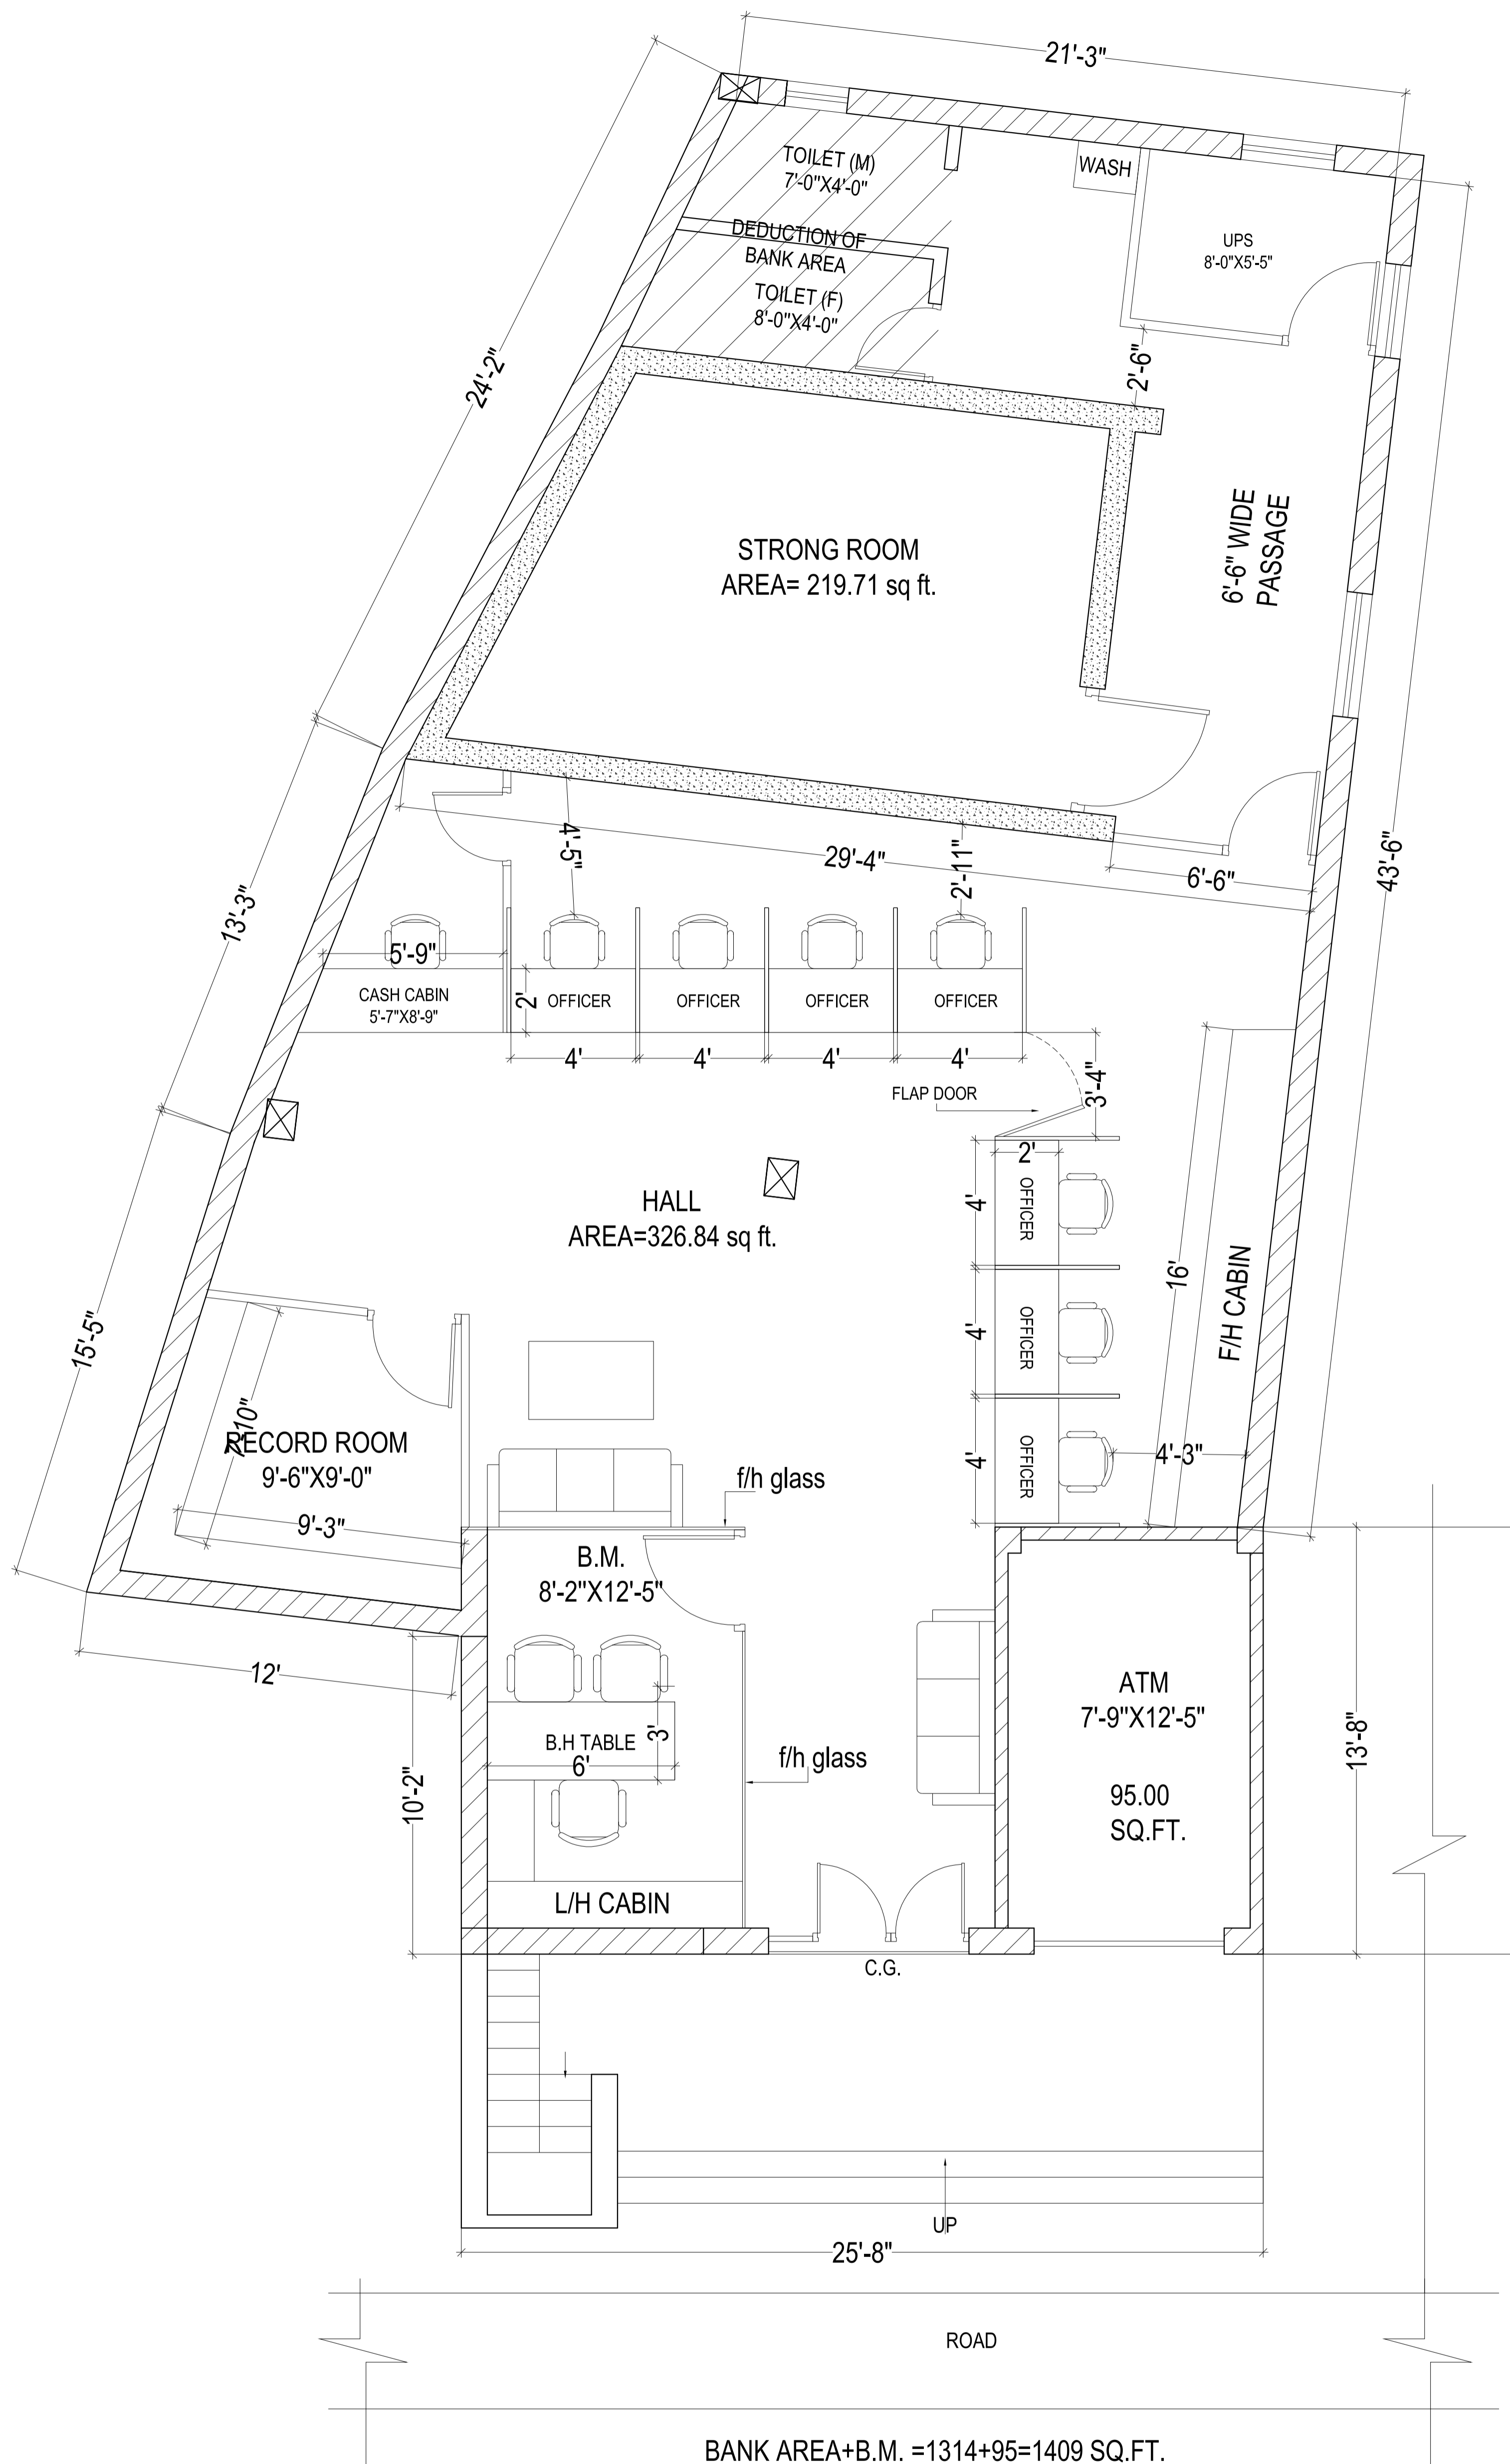 21'-3"
TOILET (M)
7'-0"X4'-0"
WASH
DEDUCTION OF
BANK AREA
UPS
8'-0"X5'-5"
TOILET (F)
8'-0"X4'-0"
24'-2"
2'-6"
STRONG ROOM
AREA= 219.71 sq ft.
6'-6" WIDE
PASSAGE
4'-5"
2'-11"
29'-4"
6'-6"
43'-6"
13'-3"
5'-9"
CASH CABIN
5'-7"X8'-9"
2'
OFFICER
OFFICER
OFFICER
OFFICER
4'
4'
4'
4'
FLAP DOOR
3'-4"
2'
HALL
AREA=326.84 sq ft.
4'
OFFICER
4'
OFFICER
4'
OFFICER
16'
F/H CABIN
4'-3"
15'-5"
7'-10"
RECORD ROOM
9'-6"X9'-0"
9'-3"
f/h glass
B.M.
8'-2"X12'-5"
12'
ATM
7'-9"X12'-5"
95.00
SQ.FT.
B.H TABLE
3'
6'
f/h glass
10'-2"
13'-8"
L/H CABIN
C.G.
UP
25'-8"
ROAD
BANK AREA+B.M. =1314+95=1409 SQ.FT.